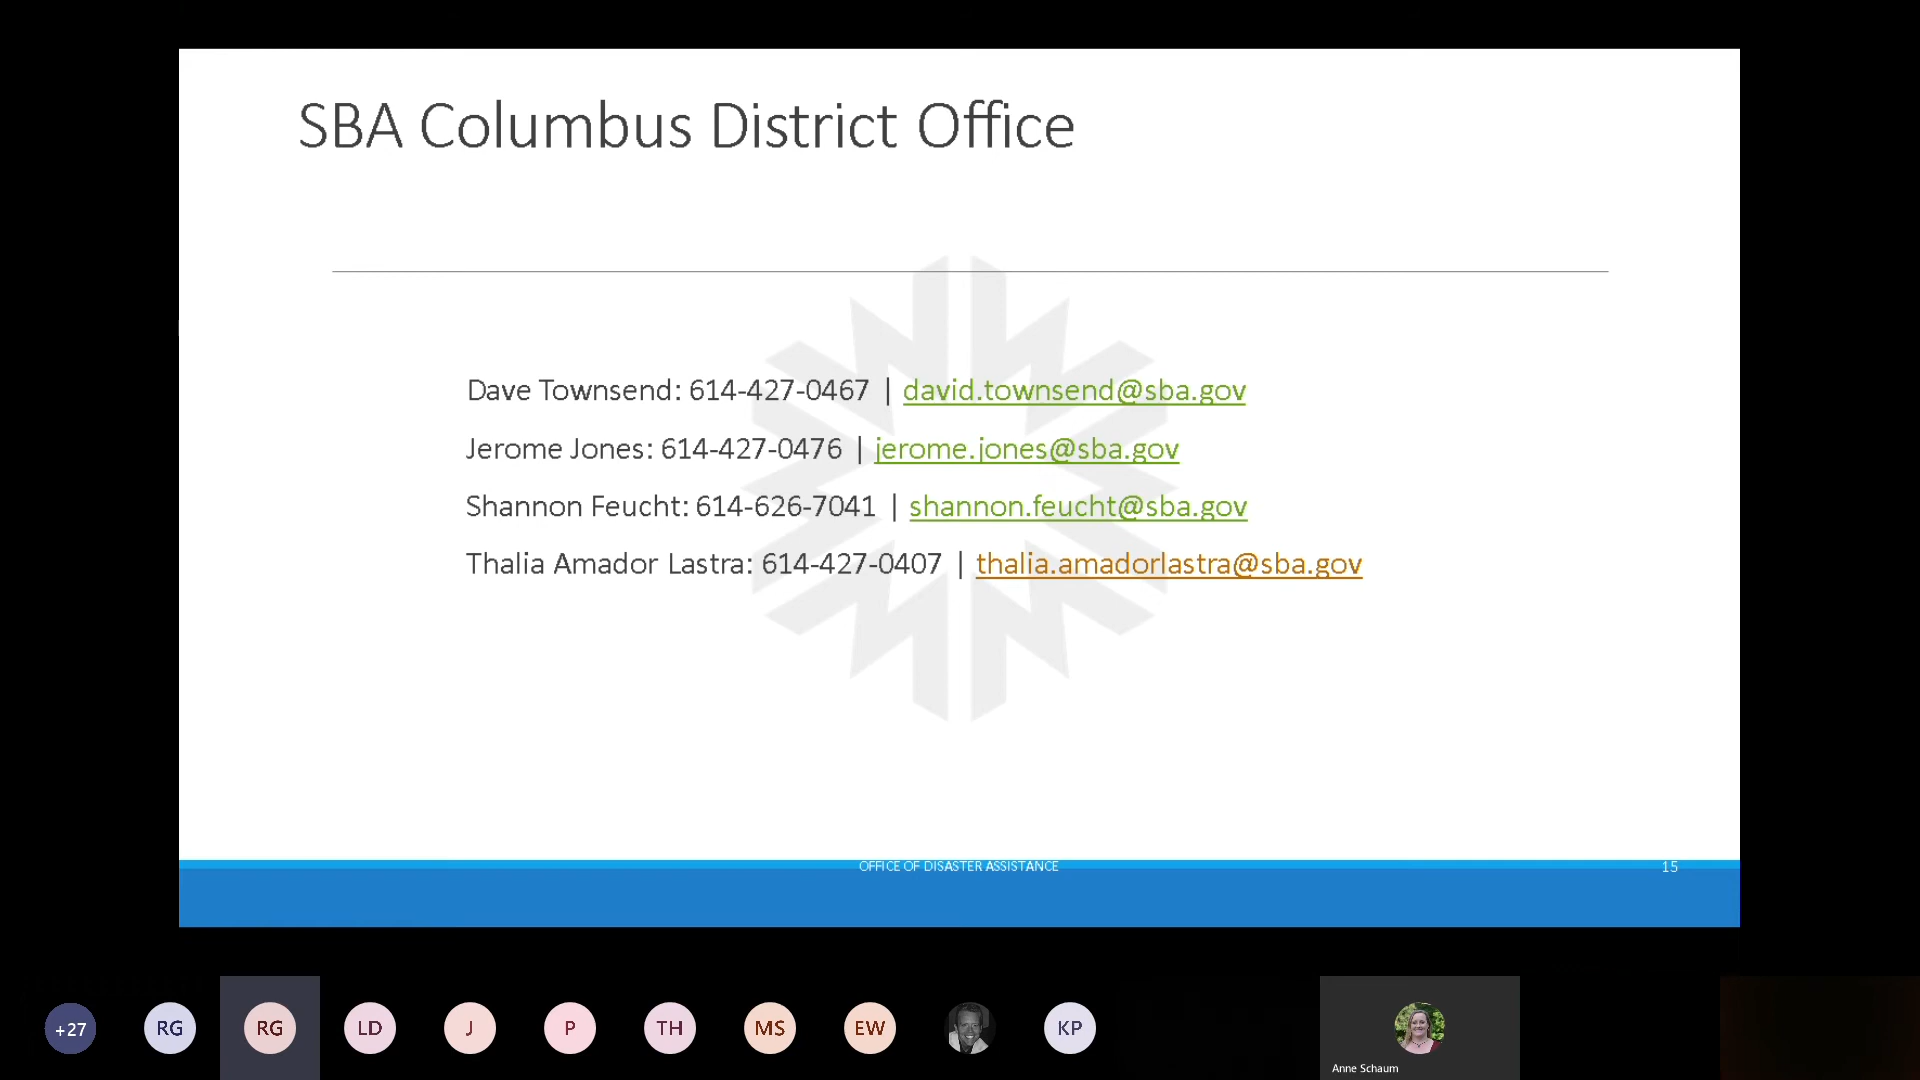 SBA Columbus District Office
Dave Townsend: 614-427-0467 | david.townsend@sba.gov
Jerome Jones: 614-427-0476 | jerome.jones@sba.gov
Shannon Feucht: 614-626-7041 | shannon.feucht@sba.gov
Thalia Amador Lastra: 614-427-0407 | thalia.amadorlastra@sba.gov
OFFICE OF DISASTER ASSISTANCE 15
+27 RG RG LD J P TH MS EW KP
Anne Schaum